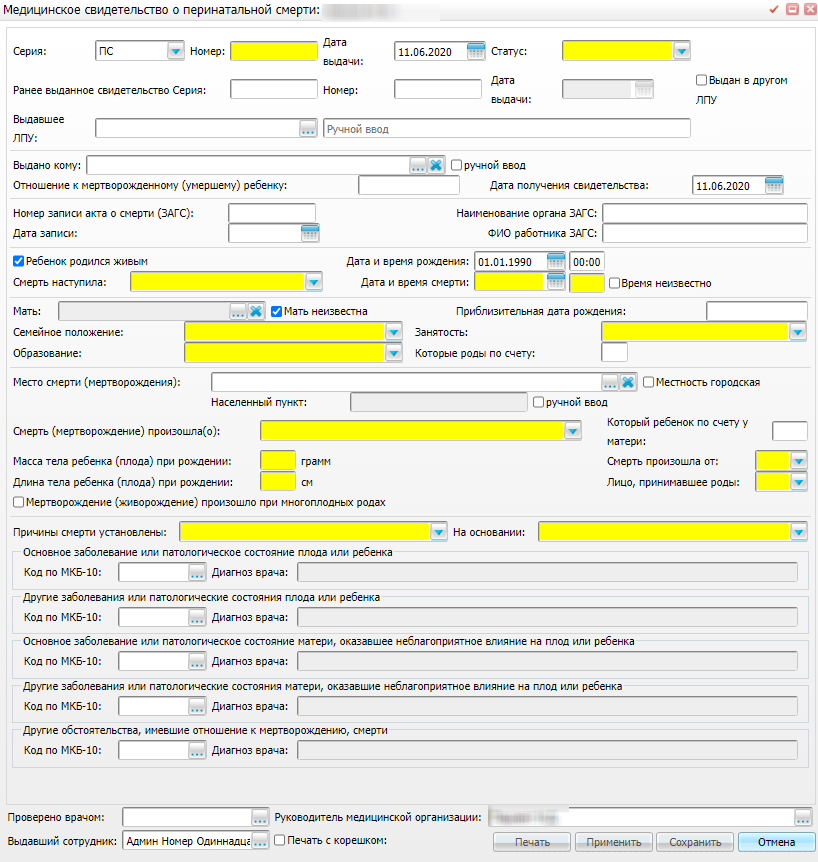 Медицинское свидетельство о перинатальной смерти:
Серия: ПС Номер: Дата выдачи: 11.06.2020 Статус:
Ранее выданное свидетельство Серия: Номер: Дата выдачи: Выдан в другом ЛПУ
Выдавшее ЛПУ: ... Ручной ввод
Выдано кому: ... ручной ввод
Отношение к мертворожденному (умершему) ребенку: Дата получения свидетельства: 11.06.2020
Номер записи акта о смерти (ЗАГС): Наименование органа ЗАГС:
Дата записи: ФИО работника ЗАГС:
Ребенок родился живым Дата и время рождения: 01.01.1990 00:00
Смерть наступила: Дата и время смерти: Время неизвестно
Мать: ... Мать неизвестна Приблизительная дата рождения:
Семейное положение: Занятость:
Образование: Которые роды по счету:
Место смерти (мертворождения): ... Местность городская
Населенный пункт: ручной ввод
Смерть (мертворождение) произошла(о): Который ребенок по счету у матери:
Масса тела ребенка (плода) при рождении: грамм Смерть произошла от:
Длина тела ребенка (плода) при рождении: см Лицо, принимавшее роды:
Мертворождение (живорождение) произошло при многоплодных родах
Причины смерти установлены: На основании:
Основное заболевание или патологическое состояние плода или ребенка
Код по МКБ-10: ... Диагноз врача:
Другие заболевания или патологические состояния плода или ребенка
Код по МКБ-10: ... Диагноз врача:
Основное заболевание или патологическое состояние матери, оказавшее неблагоприятное влияние на плод или ребенка
Код по МКБ-10: ... Диагноз врача:
Другие заболевания или патологические состояния матери, оказавшие неблагоприятное влияние на плод или ребенка
Код по МКБ-10: ... Диагноз врача:
Другие обстоятельства, имевшие отношение к мертворождению, смерти
Код по МКБ-10: ... Диагноз врача:
Проверено врачом: ... Руководитель медицинской организации: ...
Выдавший сотрудник: Админ Номер Одиннадца ... Печать с корешком: Печать Применить Сохранить Отмена